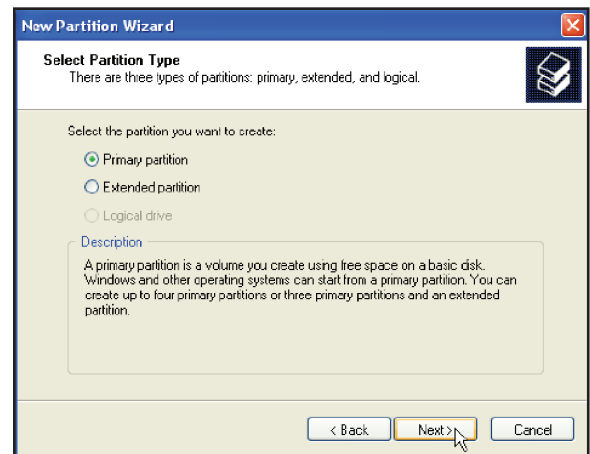 New Partition Wizard
Select Partition Type
There are three types of partitions: primary, extended, and logical.
Select the partition you want to create:
Primary partition
Extended partition
Logical drive
Description
A primary partition is a volume you create using free space on a basic disk.
Windows and other operating systems can start from a primary partition. You can
create up to four primary partitions or three primary partitions and an extended
partition.
< Back
Next >
Cancel